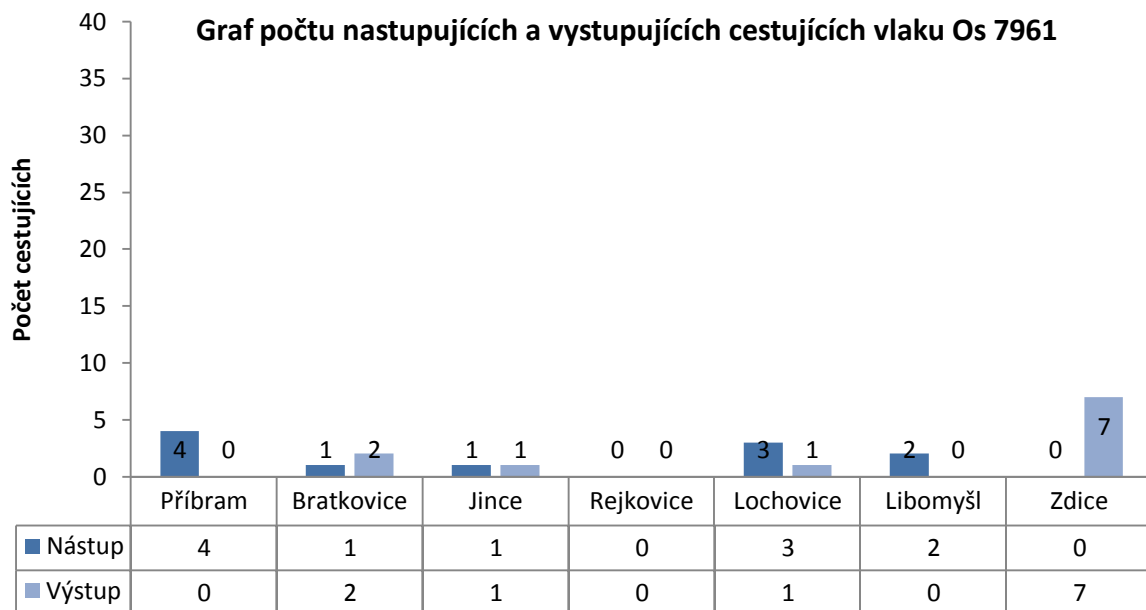 Graf počtu nastupujících a vystupujících cestujících vlaku Os 7961
Počet cestujících
40
35
30
25
20
15
10
5
0
4 0 1 2 1 1 0 0 3 1 2 0 0 7
Příbram Bratkovice Jince Rejkovice Lochovice Libomyšl Zdice
Nástup 4 1 1 0 3 2 0
Výstup 0 2 1 0 1 0 7